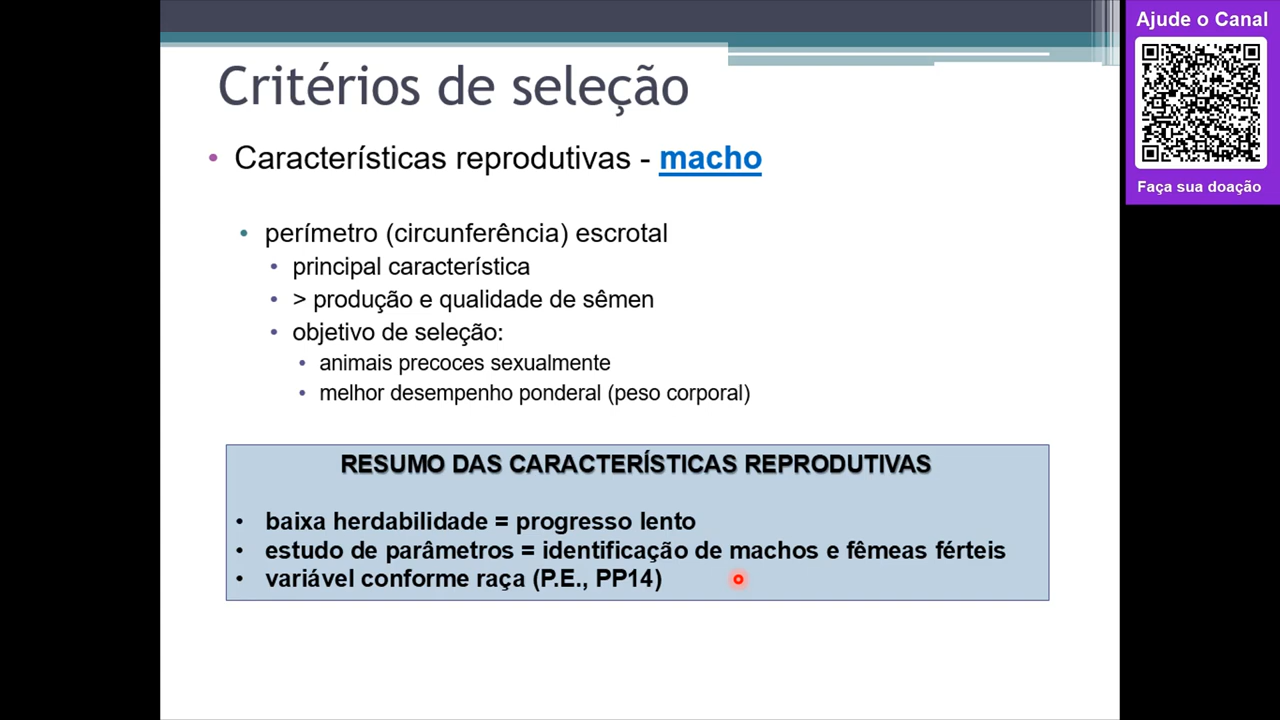 Critérios de seleção
• Características reprodutivas - macho
• perímetro (circunferência) escrotal
• principal característica
• > produção e qualidade de sêmen
• objetivo de seleção:
• animais precoces sexualmente
• melhor desempenho ponderal (peso corporal)
RESUMO DAS CARACTERÍSTICAS REPRODUTIVAS
• baixa herdabilidade = progresso lento
• estudo de parâmetros = identificação de machos e fêmeas férteis
• variável conforme raça (P.E., PP14)
Ajude o Canal
Faça sua doação